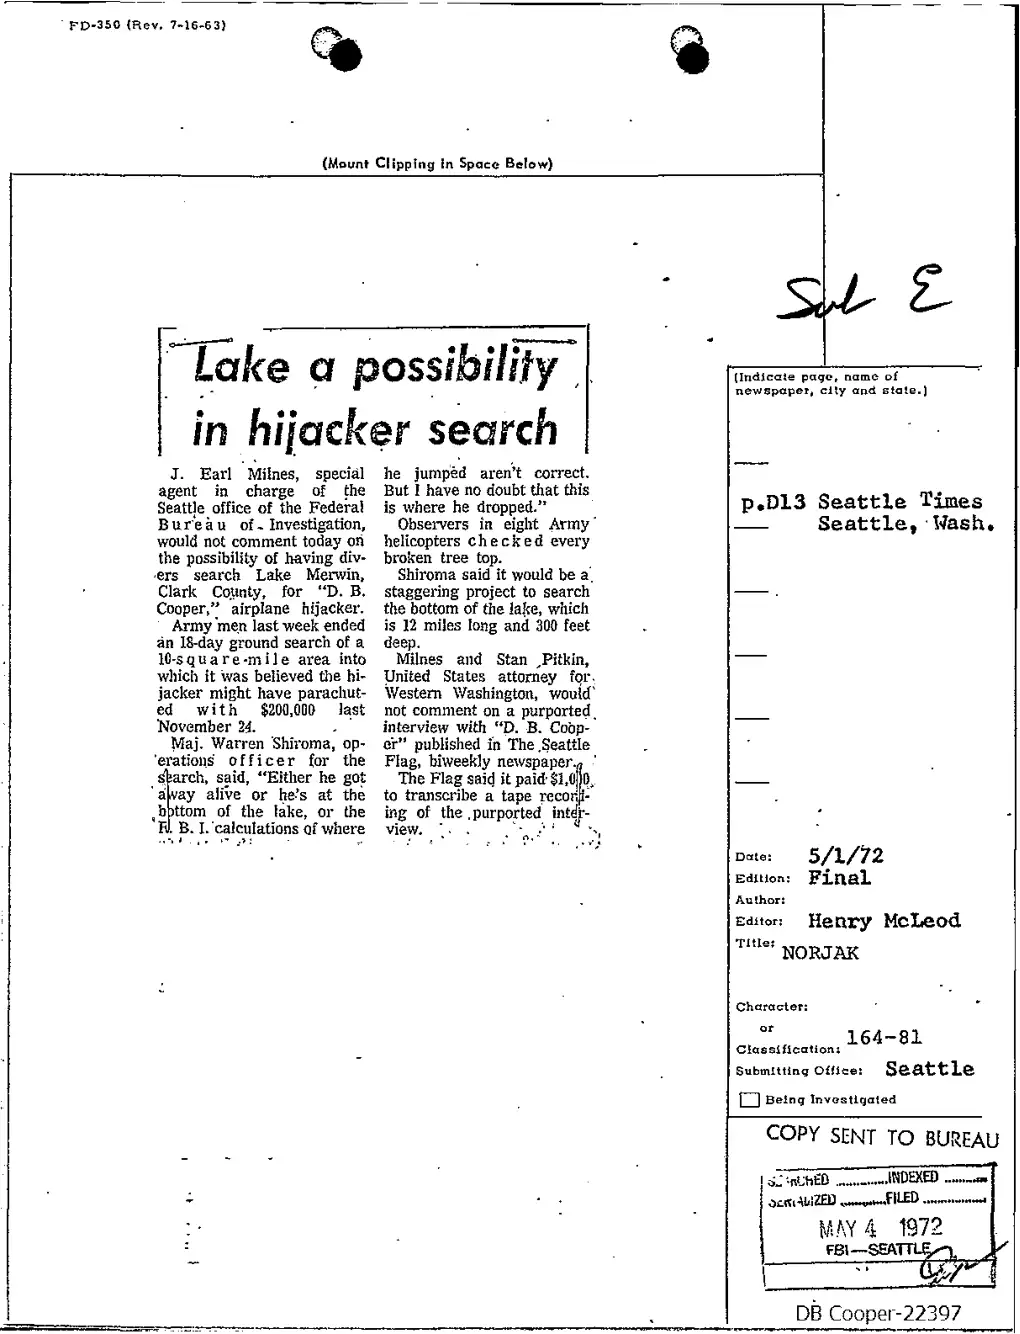 FD-350 (Rev. 7-16-63)
(Mount Clipping in Space Below)
Sub E
Lake a possibility
in hijacker search
J. Earl Milnes, special
agent in charge of the
Seattle office of the Federal
Bureau of Investigation,
would not comment today on
the possibility of having div-
ers search Lake Merwin,
Clark County, for "D. B.
Cooper," airplane hijacker.
Army men last week ended
an 18-day ground search of a
10-square-mile area into
which it was believed the hi-
jacker might have parachut-
ed with $200,000 last
November 24.
Maj. Warren Shiroma, op-
erations officer for the
search, said, "Either he got
away alive or he's at the
bottom of the lake, or the
F. B. I. calculations of where
he jumped aren't correct.
But I have no doubt that this
is where he dropped."
Observers in eight Army
helicopters checked every
broken tree top.
Shiroma said it would be a
staggering project to search
the bottom of the lake, which
is 12 miles long and 300 feet
deep.
Milnes and Stan Pitkin,
United States attorney for
Western Washington, would
not comment on a purported
interview with "D. B. Coop-
er" published in The Seattle
Flag, biweekly newspaper.
The Flag said it paid $1,000
to transcribe a tape record-
ing of the purported inter-
view.
(Indicate page, name of
newspaper, city and state.)
p.D13 Seattle Times
Seattle, Wash.
Date: 5/1/72
Edition: Final
Author:
Editor: Henry McLeod
Title: NORJAK
Character:
or
Classification: 164-81
Submitting Office: Seattle
Being Investigated
COPY SENT TO BUREAU
INDEXED
SERIALIZED FILED
MAY 4 1972
FBI—SEATTLE
DB Cooper-22397